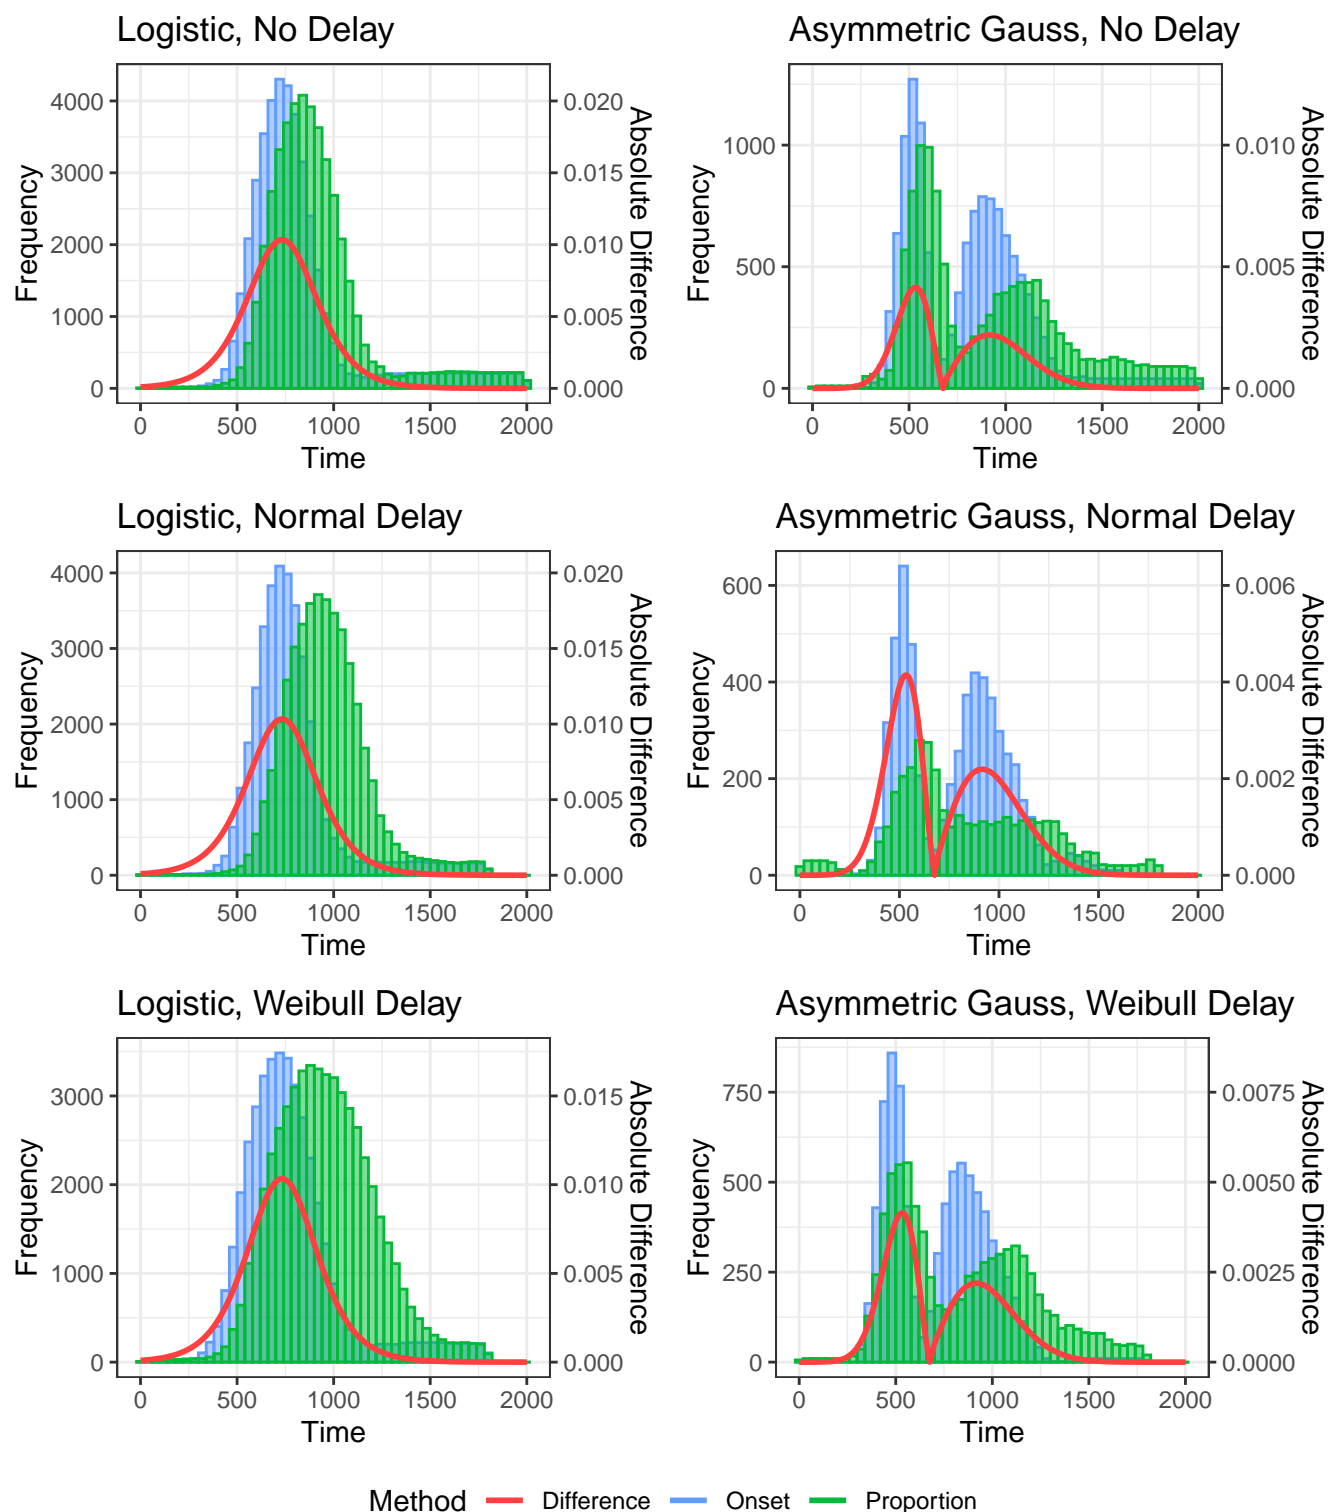 Logistic, No Delay
Asymmetric Gauss, No Delay
4000
3000
2000
1000
0
0.020
0.015
0.010
0.005
0.000
Frequency
Absolute Difference
0 500 1000 1500 2000
Time
1000
500
0
0.010
0.005
0.000
Frequency
Absolute Difference
0 500 1000 1500 2000
Time
Logistic, Normal Delay
Asymmetric Gauss, Normal Delay
4000
3000
2000
1000
0
0.020
0.015
0.010
0.005
0.000
Frequency
Absolute Difference
0 500 1000 1500 2000
Time
600
400
200
0
0.006
0.004
0.002
0.000
Frequency
Absolute Difference
0 500 1000 1500 2000
Time
Logistic, Weibull Delay
Asymmetric Gauss, Weibull Delay
3000
2000
1000
0
0.015
0.010
0.005
0.000
Frequency
Absolute Difference
0 500 1000 1500 2000
Time
750
500
250
0
0.0075
0.0050
0.0025
0.0000
Frequency
Absolute Difference
0 500 1000 1500 2000
Time
Method Difference Onset Proportion